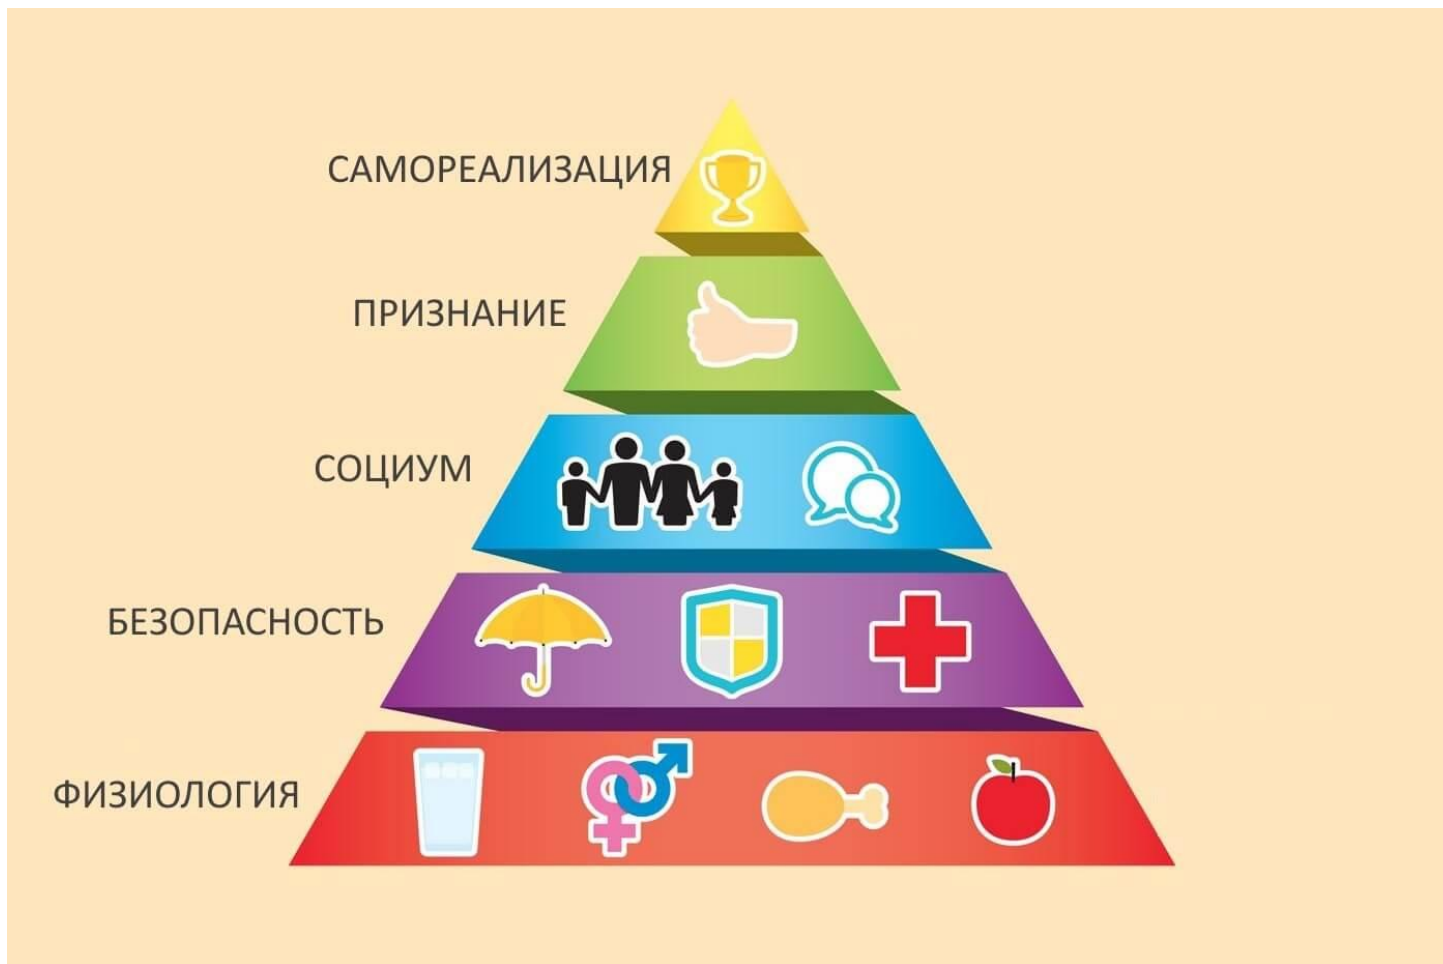 САМОРЕАЛИЗАЦИЯ
ПРИЗНАНИЕ
СОЦИУМ
БЕЗОПАСНОСТЬ
ФИЗИОЛОГИЯ